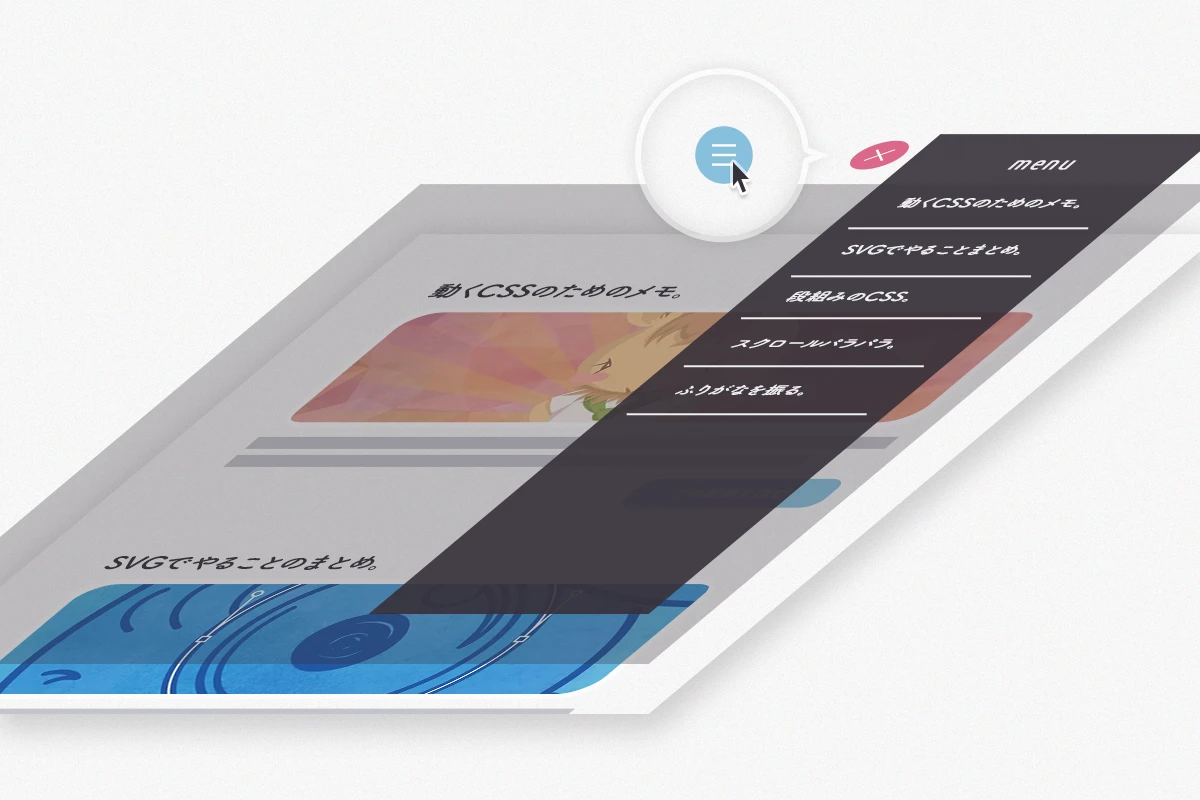 menu
動くCSSのためのメモ。
SVGでやることまとめ。
段組みのCSS。
スクロールパラパラ。
ふりがなを振る。
動くCSSのためのメモ。
SVGでやることのまとめ。